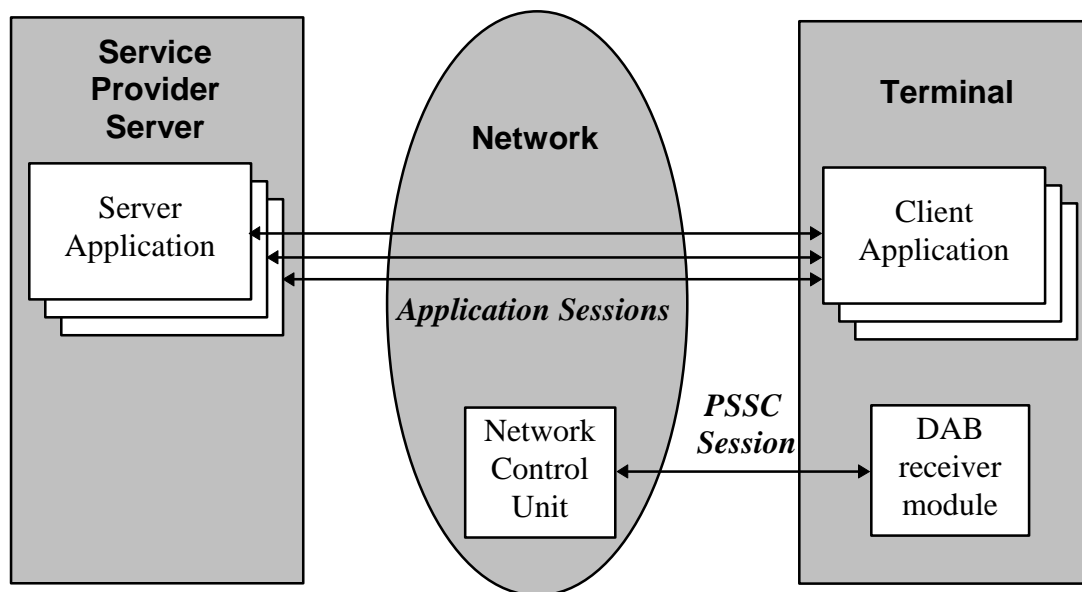 Service
Provider
Server
Server
Application
Network
Application Sessions
Network
Control
Unit
PSSC
Session
Terminal
Client
Application
DAB
receiver
module